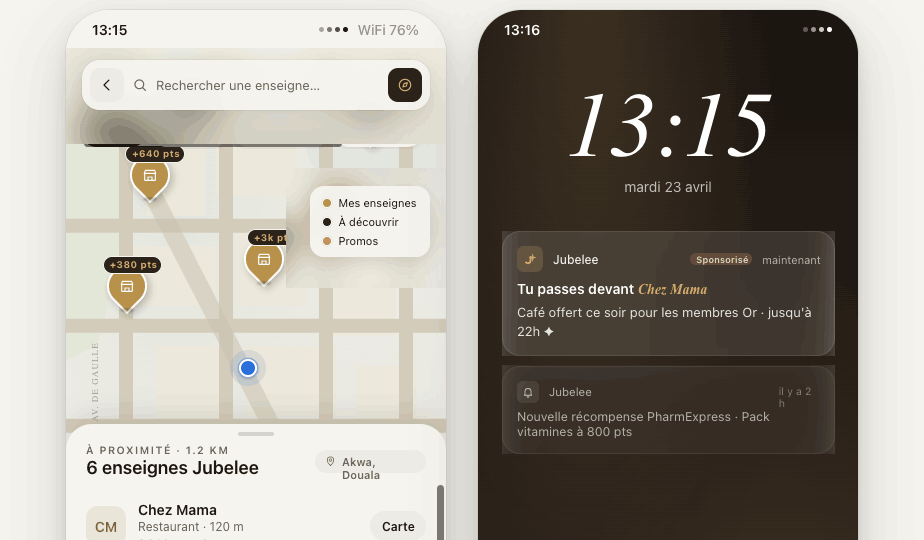 13:15
WiFi 76%
Rechercher une enseigne...
+640 pts
Mes enseignes
À découvrir
Promos
+3k
+380 pts
AV. DE GAULLE
À PROXIMITÉ · 1.2 KM
6 enseignes Jubelee
Akwa,
Douala
CM
Chez Mama
Restaurant · 120 m
Carte
13:16
13:15
mardi 23 avril
Jubelee
Sponsorisé
maintenant
Tu passes devant Chez Mama
Café offert ce soir pour les membres Or · jusqu'à
22h ✦
Jubelee
il y a 2
h
Nouvelle récompense PharmExpress · Pack
vitamines à 800 pts